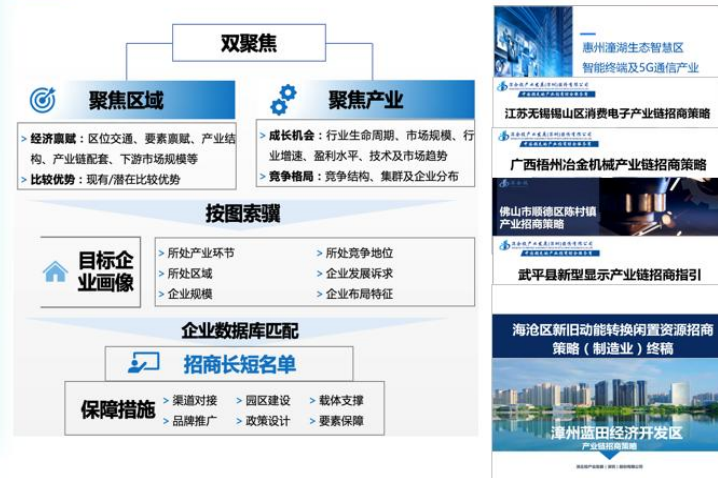 双聚焦
聚焦区域
聚焦产业
> 经济禀赋：区位交通、要素禀赋、产业结
构、产业链配套、下游市场规模等
> 比较优势：现有/潜在比较优势
> 成长机会：行业生命周期、市场规模、行
业增速、盈利水平、技术及市场趋势
> 竞争格局：竞争结构、集群及企业分布
按图索骥
目标企
业画像
> 所处产业环节
> 所处区域
> 企业规模
> 所处竞争地位
> 企业发展诉求
> 企业布局特征
企业数据库匹配
招商长短名单
保障措施
> 渠道对接 > 园区建设 > 载体支撑
> 品牌推广 > 政策设计 > 要素保障
惠州潼湖生态智慧区
智能终端及5G通信产业
江苏无锡锡山区消费电子产业链招商策略
广西梧州冶金机械产业链招商策略
佛山市顺德区陈村镇
产业招商策略
武平县新型显示产业链招商指引
海沧区新旧动能转换闲置资源招商
策略（制造业）终稿
漳州蓝田经济开发区
产业链招商策略